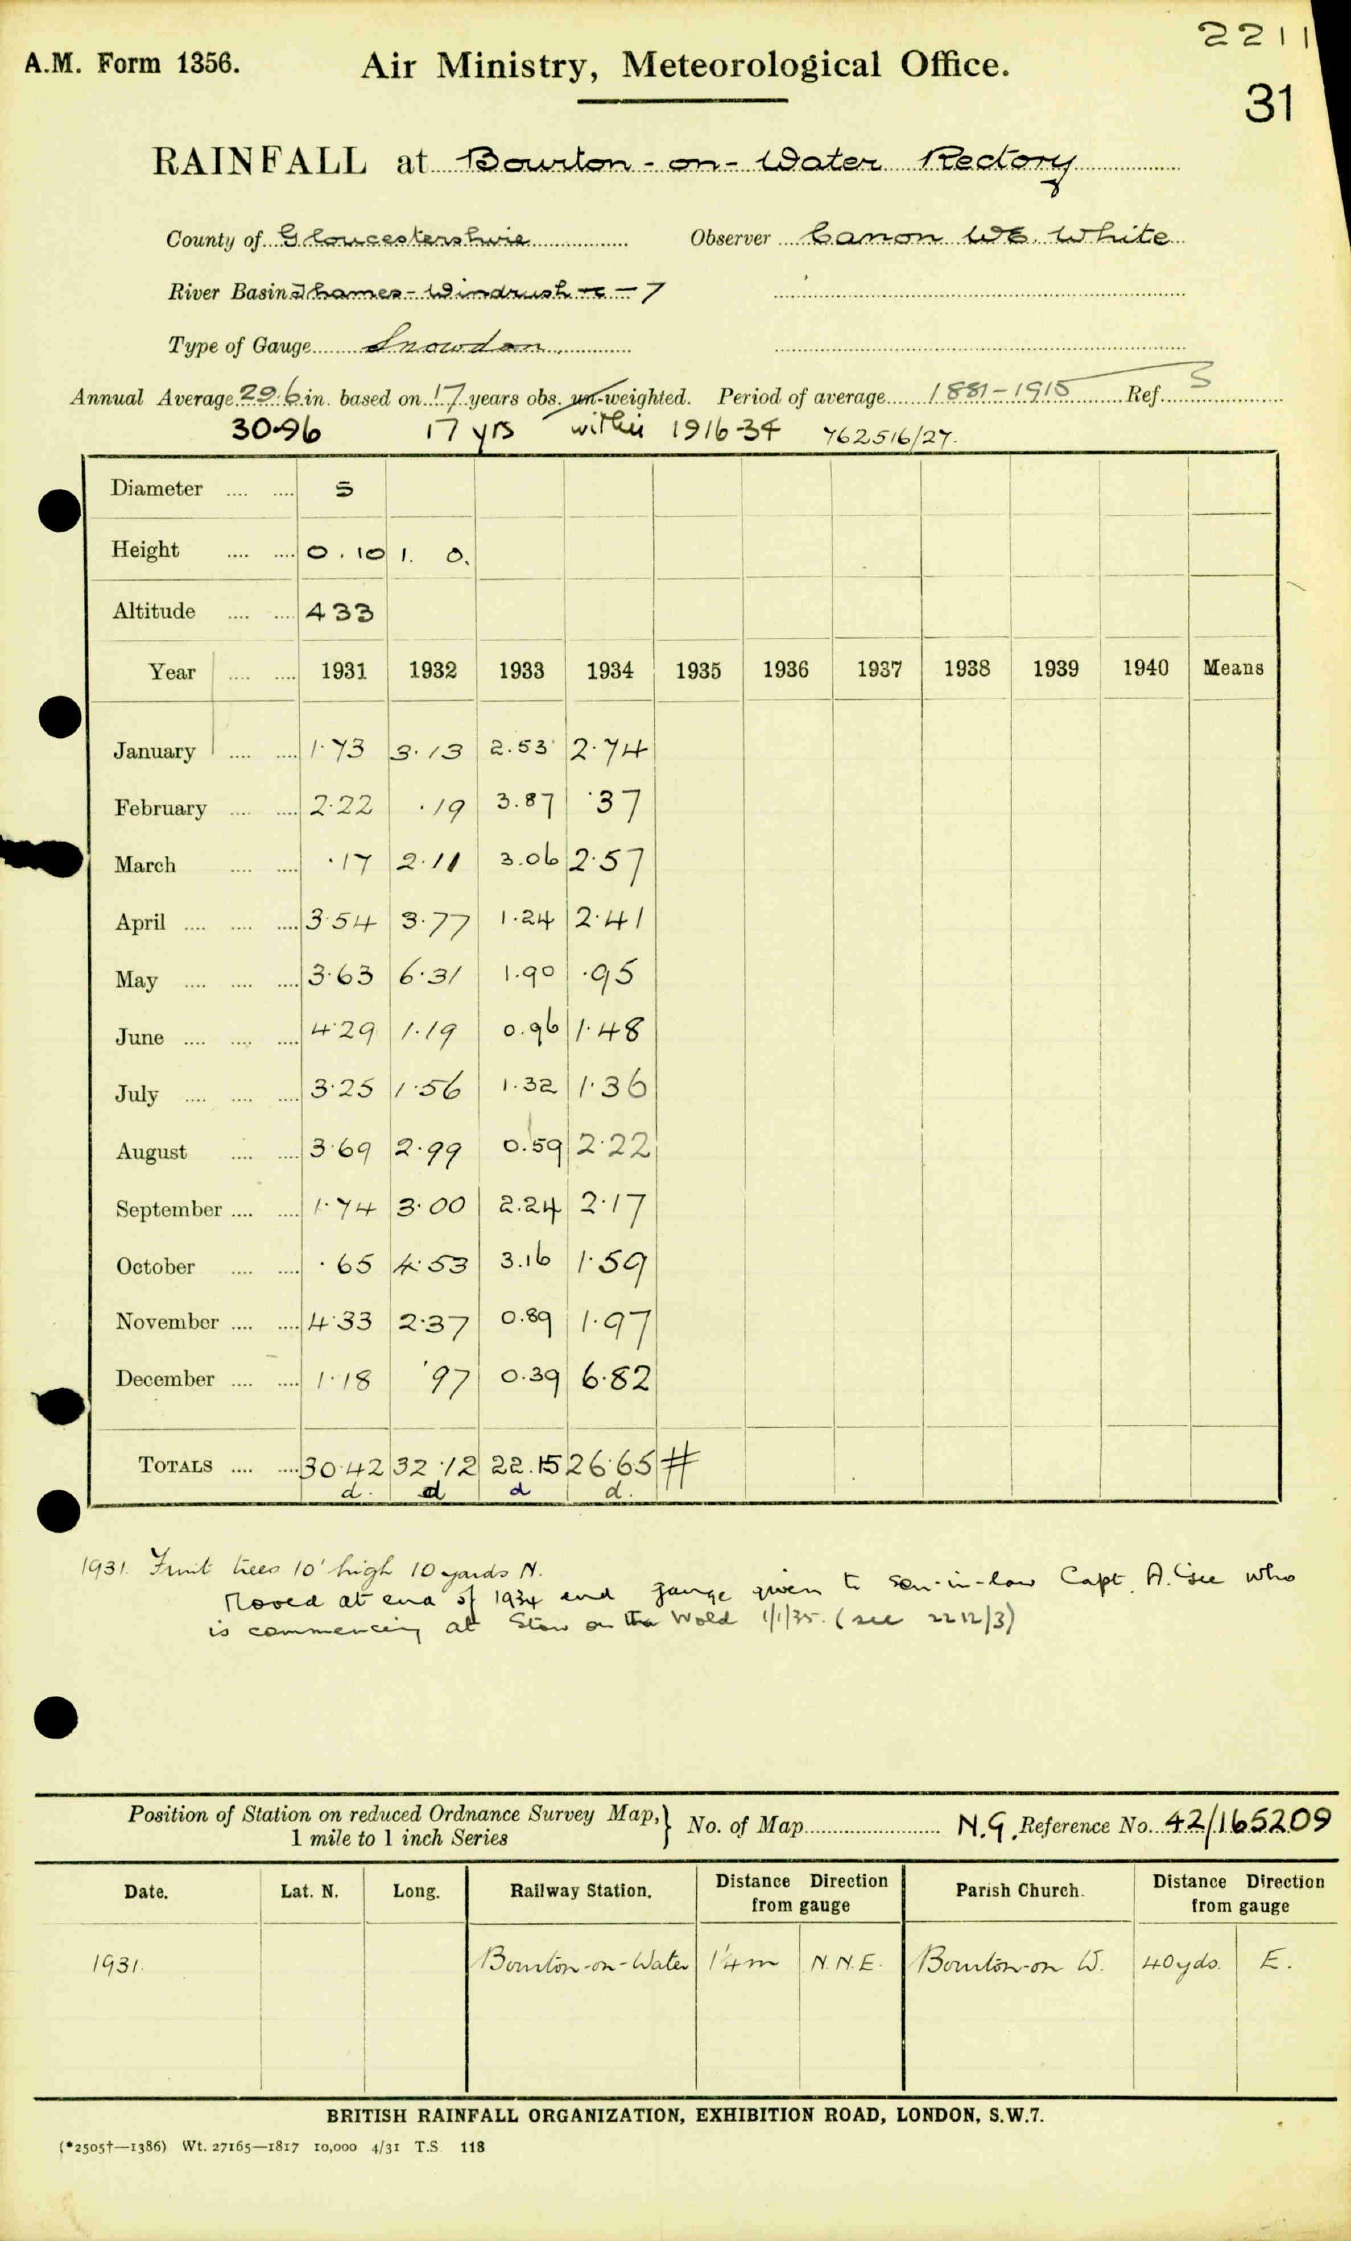 2211
A.M. Form 1356. Air Ministry, Meteorological Office.
31
RAINFALL at Bourton-on-Water Rectory
County of Gloucestershire Observer Canon WE. White
River Basin Thames - Windrush - 7
Type of Gauge Snowdon
Annual Average 29.6 in. based on 17 years obs. un-weighted. Period of average 1881-1915 Ref. S
30.96 17 yrs within 1916-34 762516/27.
Diameter .... .... 5
Height .... .... 0.10 1. 0.
Altitude .... .... 433
Year .... .... 1931 1932 1933 1934 1935 1936 1937 1938 1939 1940 Means
January .... .... 1.73 3.13 2.53 2.74
February .... .... 2.22 .19 3.87 .37
March .... .... .17 2.11 3.06 2.57
April .... .... .... 3.54 3.77 1.24 2.41
May .... .... .... 3.63 6.31 1.90 .95
June .... .... .... 4.29 1.19 0.96 1.48
July .... .... .... 3.25 1.56 1.32 1.36
August .... .... 3.69 2.99 0.59 2.22
September .... .... 1.74 3.00 2.24 2.17
October .... .... .65 4.53 3.16 1.59
November .... .... 4.33 2.37 0.89 1.97
December .... .... 1.18 .97 0.39 6.82
TOTALS .... .... 30.42 32.12 22.15 26.65 #
d. d d d.
1931. Fruit trees 10' high 10 yards N.
Moved at end of 1934 and gauge given to son-in-law Capt. A. who
is commencing at Stow on the Wold 1/1/35. (see 2212/3)
Position of Station on reduced Ordnance Survey Map, } No. of Map N.G. Reference No. 42/165209
1 mile to 1 inch Series
Date. Lat. N. Long. Railway Station. Distance Direction from gauge Parish Church. Distance Direction from gauge
1931. Bourton-on-Water 1/4 m N.N.E. Bourton-on W. 40 yds. E.
BRITISH RAINFALL ORGANIZATION, EXHIBITION ROAD, LONDON, S.W.7.
(*2505†—1386) Wt. 27165—1817 10,000 4/31 T.S 118